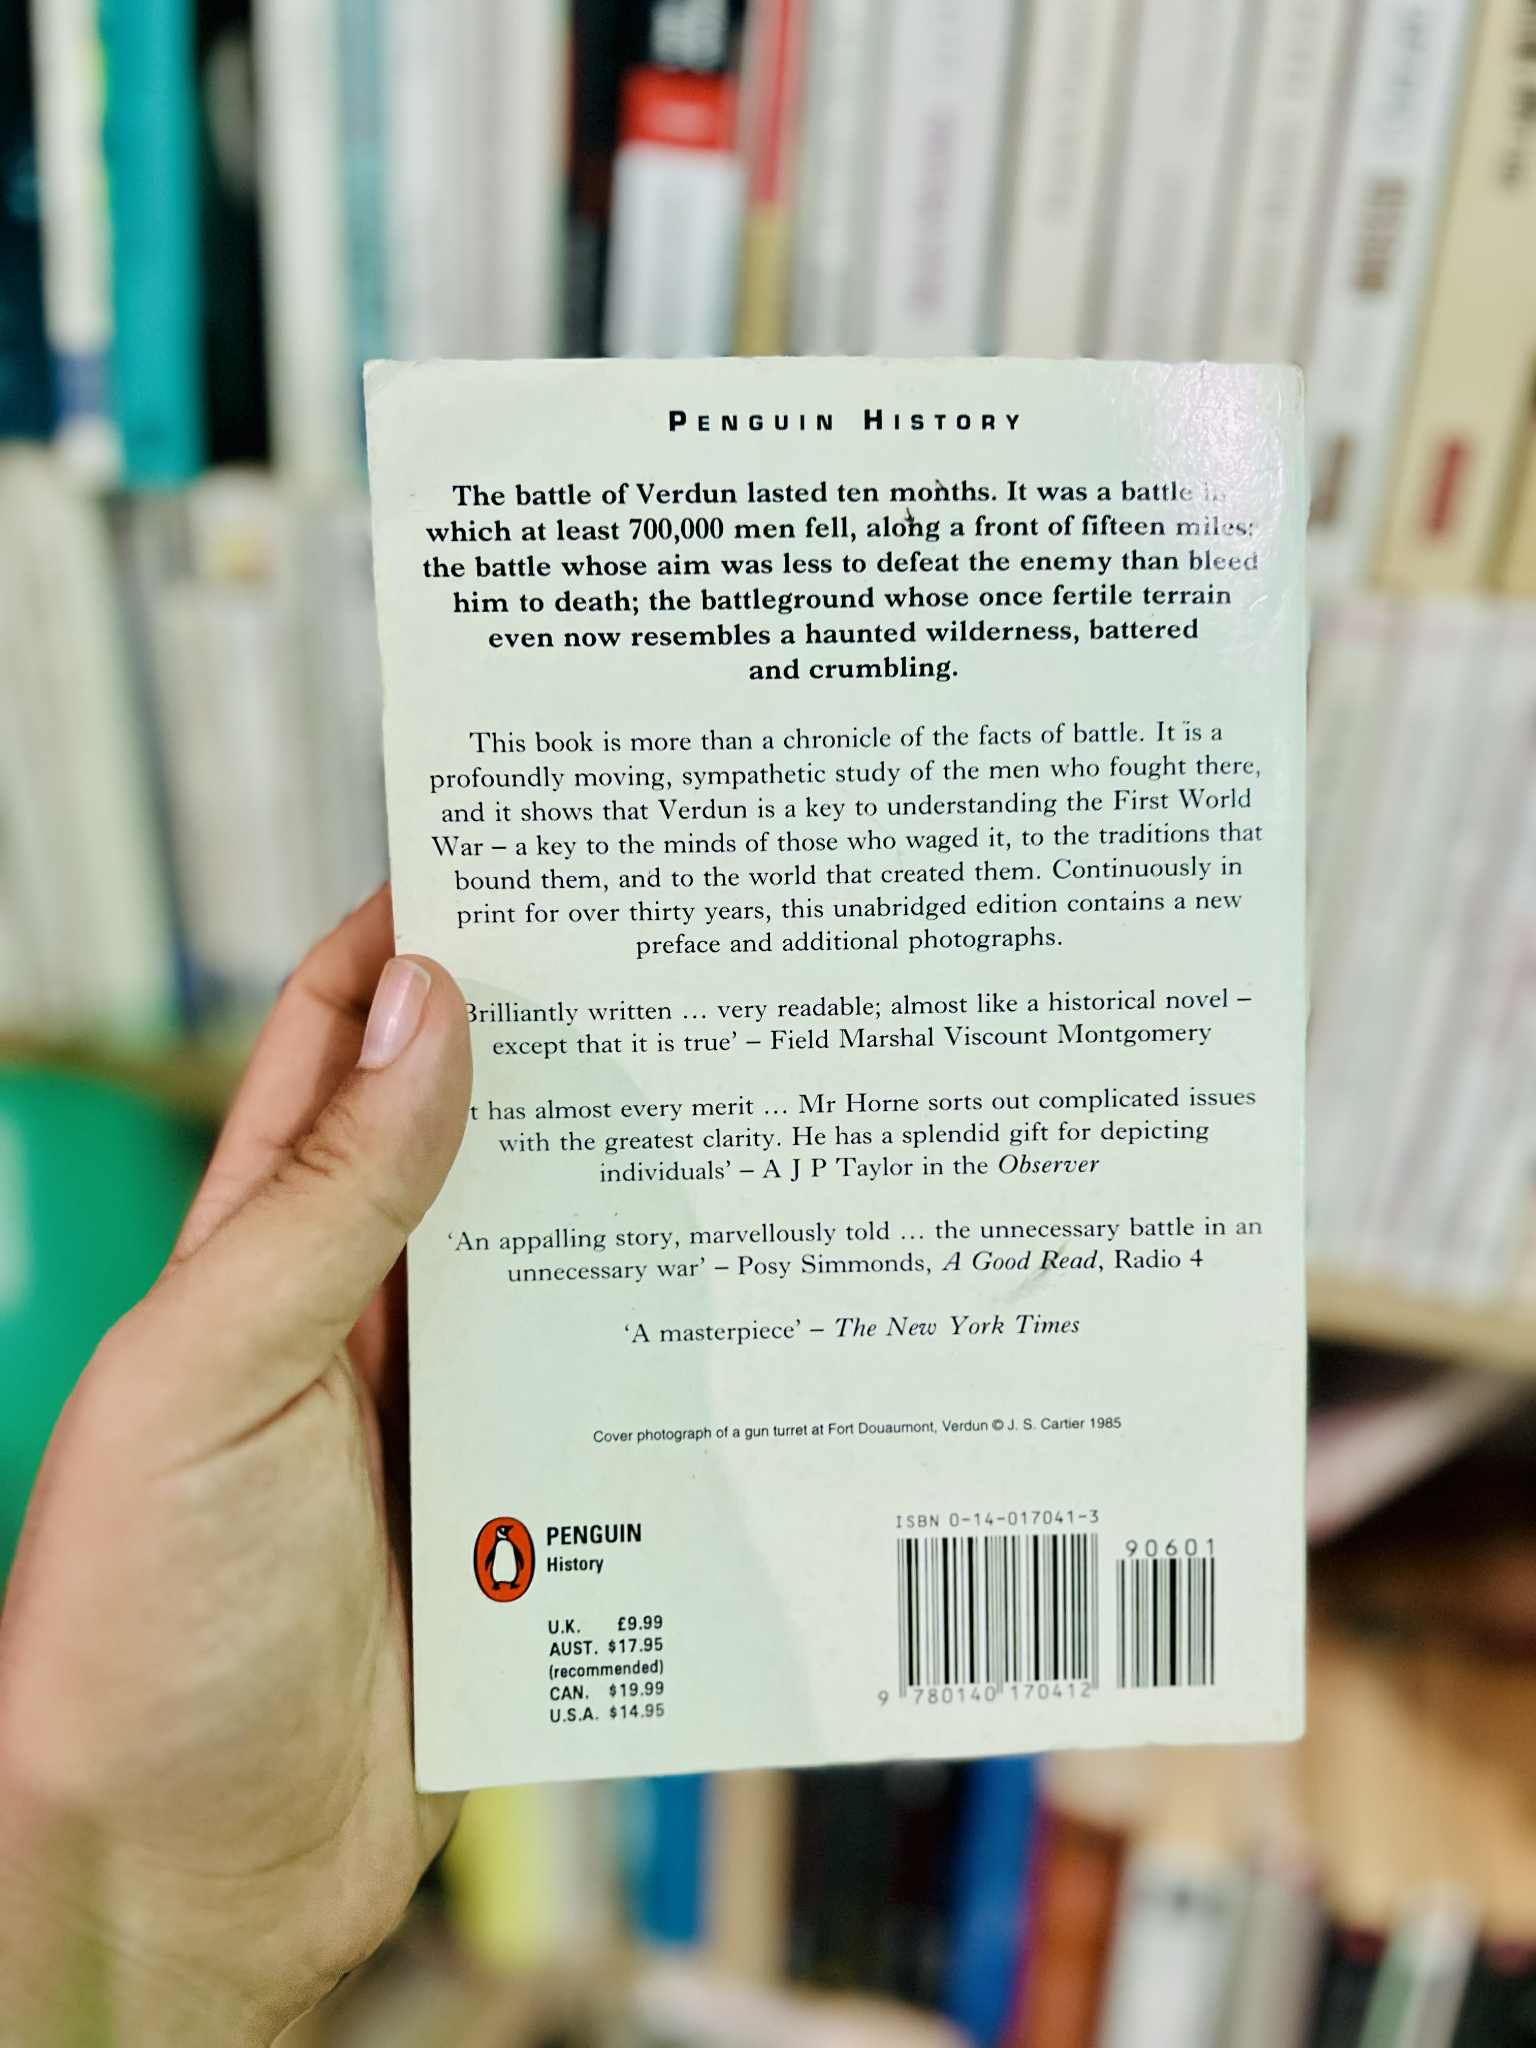 PENGUIN HISTORY
The battle of Verdun lasted ten months. It was a battle in
which at least 700,000 men fell, along a front of fifteen miles;
the battle whose aim was less to defeat the enemy than bleed
him to death; the battleground whose once fertile terrain
even now resembles a haunted wilderness, battered
and crumbling.
This book is more than a chronicle of the facts of battle. It is a
profoundly moving, sympathetic study of the men who fought there,
and it shows that Verdun is a key to understanding the First World
War – a key to the minds of those who waged it, to the traditions that
bound them, and to the world that created them. Continuously in
print for over thirty years, this unabridged edition contains a new
preface and additional photographs.
Brilliantly written ... very readable; almost like a historical novel –
except that it is true’ – Field Marshal Viscount Montgomery
t has almost every merit ... Mr Horne sorts out complicated issues
with the greatest clarity. He has a splendid gift for depicting
individuals’ – A J P Taylor in the Observer
‘An appalling story, marvellously told ... the unnecessary battle in an
unnecessary war’ – Posy Simmonds, A Good Read, Radio 4
‘A masterpiece’ – The New York Times
Cover photograph of a gun turret at Fort Douaumont, Verdun © J. S. Cartier 1985
PENGUIN
History
U.K. £9.99
AUST. $17.95
(recommended)
CAN. $19.99
U.S.A. $14.95
ISBN 0-14-017041-3
90601
9 780140 170412